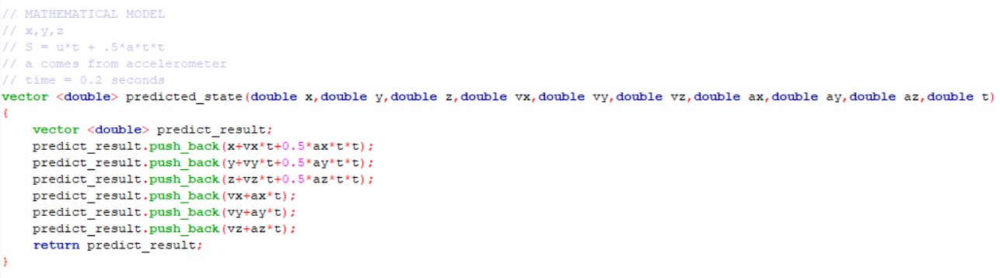 // MATHEMATICAL MODEL
// x,y,z
// S = u*t + .5*a*t*t
// a comes from accelerometer
// time = 0.2 seconds
vector <double> predicted_state(double x,double y,double z,double vx,double vy,double vz,double ax,double ay,double az,double t)
{
    vector <double> predict_result;
    predict_result.push_back(x+vx*t+0.5*ax*t*t);
    predict_result.push_back(y+vy*t+0.5*ay*t*t);
    predict_result.push_back(z+vz*t+0.5*az*t*t);
    predict_result.push_back(vx+ax*t);
    predict_result.push_back(vy+ay*t);
    predict_result.push_back(vz+az*t);
    return predict_result;
}